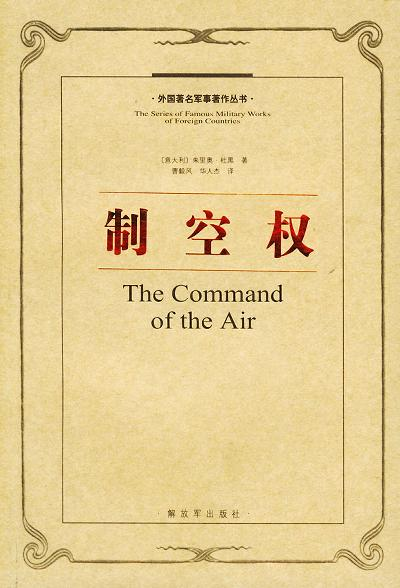 ·外国著名军事著作丛书·
The Series of Famous Military Works
of Foreign Countries
〔意大利〕朱里奥·杜黑 著
曹毅风 华人杰 译
制空权
The Command
of the Air
·解放军出版社·